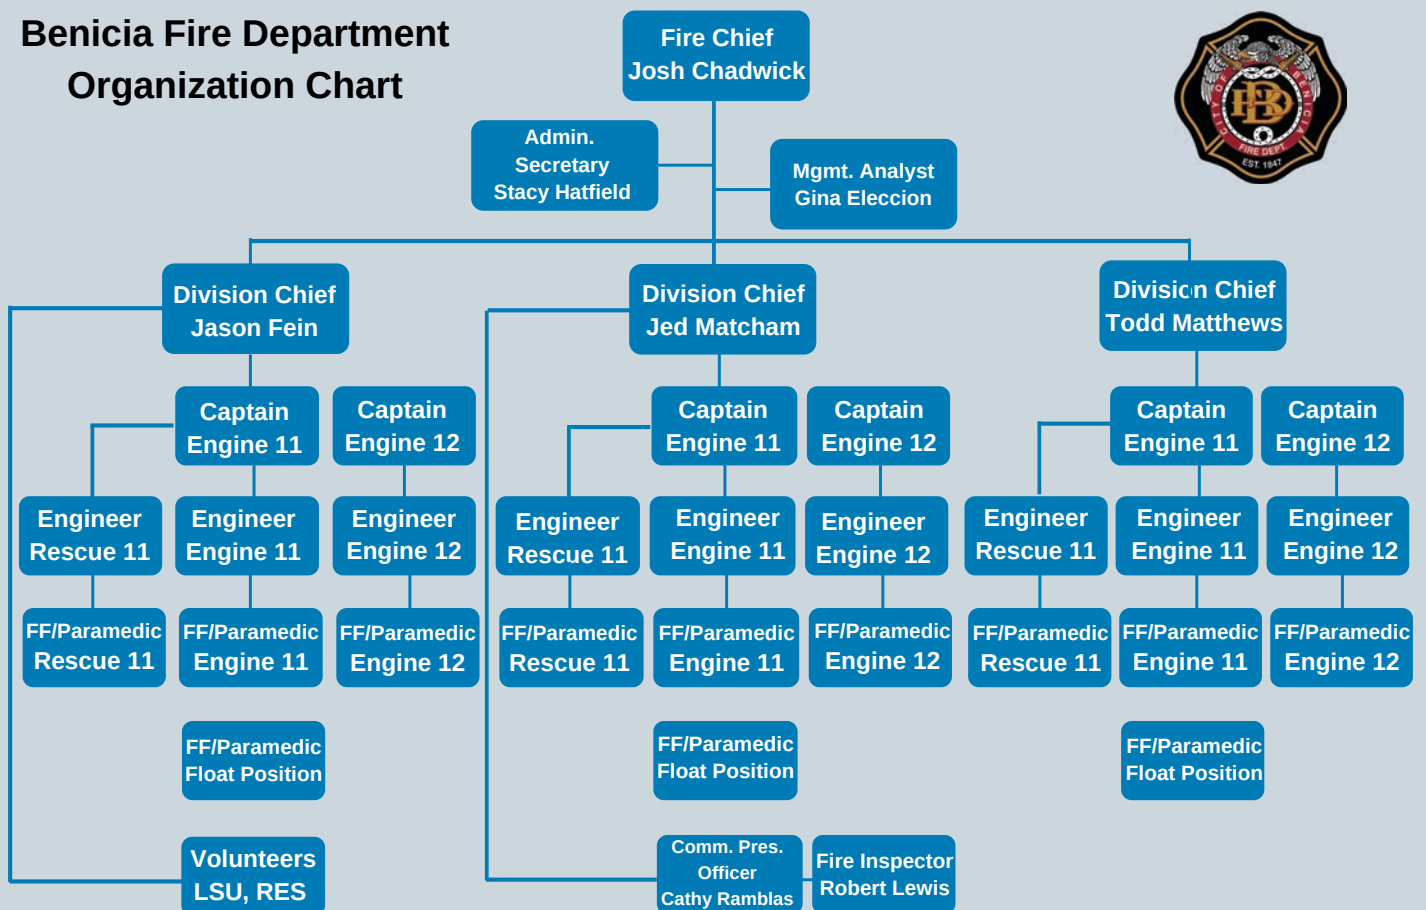 Benicia Fire Department
Organization Chart
Fire Chief
Josh Chadwick
CITY OF BENICIA
FIRE DEPT.
EST. 1847
Admin.
Secretary
Stacy Hatfield
Mgmt. Analyst
Gina Eleccion
Division Chief
Jason Fein
Division Chief
Jed Matcham
Division Chief
Todd Matthews
Captain
Engine 11
Captain
Engine 12
Captain
Engine 11
Captain
Engine 12
Captain
Engine 11
Captain
Engine 12
Engineer
Rescue 11
Engineer
Engine 11
Engineer
Engine 12
Engineer
Rescue 11
Engineer
Engine 11
Engineer
Engine 12
Engineer
Rescue 11
Engineer
Engine 11
Engineer
Engine 12
FF/Paramedic
Rescue 11
FF/Paramedic
Engine 11
FF/Paramedic
Engine 12
FF/Paramedic
Rescue 11
FF/Paramedic
Engine 11
FF/Paramedic
Engine 12
FF/Paramedic
Rescue 11
FF/Paramedic
Engine 11
FF/Paramedic
Engine 12
FF/Paramedic
Float Position
FF/Paramedic
Float Position
FF/Paramedic
Float Position
Volunteers
LSU, RES
Comm. Pres.
Officer
Cathy Ramblas
Fire Inspector
Robert Lewis